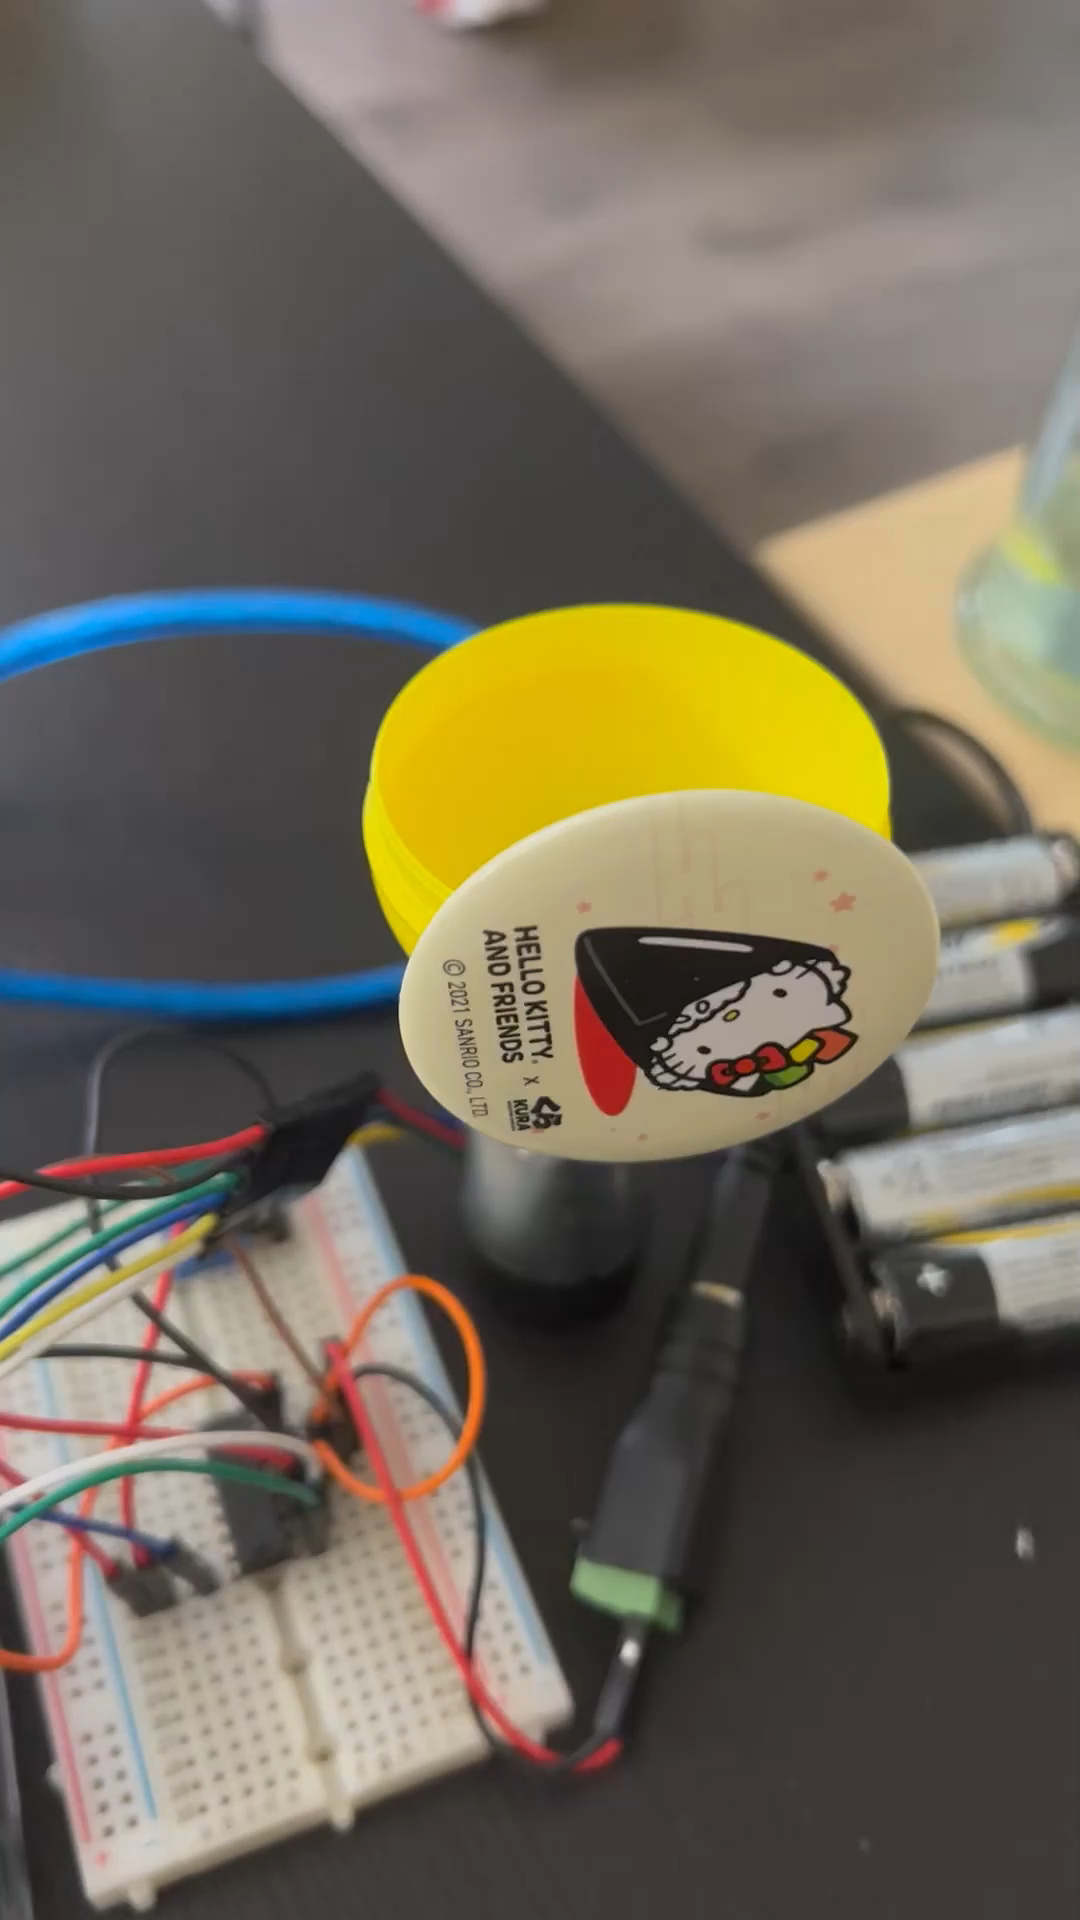 HELLO KITTY.
AND FRIENDS
x KURA
© 2021 SANRIO CO., LTD.